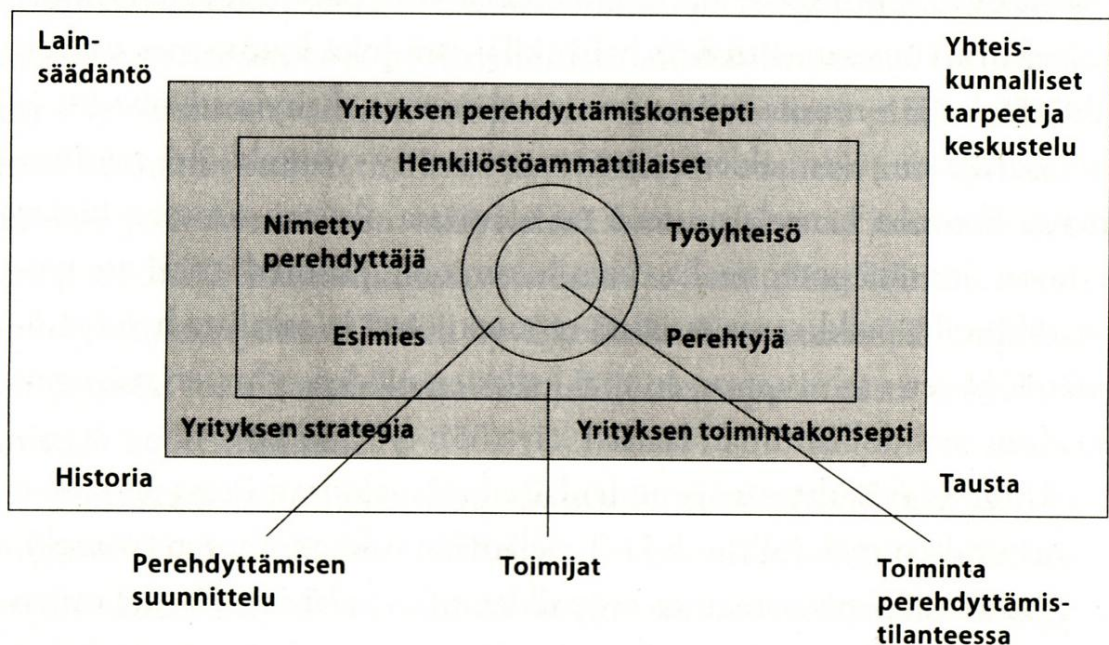 Lain-
säädäntö
Yhteis-
kunnalliset
tarpeet ja
keskustelu
Yrityksen perehdyttämiskonsepti
Henkilöstöammattilaiset
Nimetty
perehdyttäjä
Työyhteisö
Esimies
Perehtyjä
Yrityksen strategia
Yrityksen toimintakonsepti
Historia
Tausta
Perehdyttämisen
suunnittelu
Toimijat
Toiminta
perehdyttämis-
tilanteessa